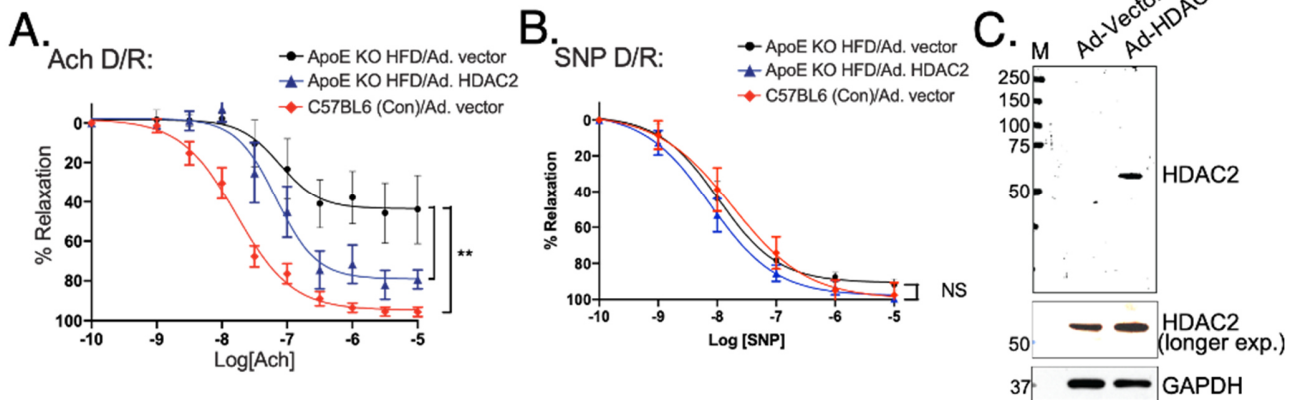 A.
Ach D/R:
ApoE KO HFD/Ad. vector
ApoE KO HFD/Ad. HDAC2
C57BL6 (Con)/Ad. vector
% Relaxation
0
20
40
60
80
100
-10
-9
-8
-7
-6
-5
Log[Ach]
**
B.
SNP D/R:
ApoE KO HFD/Ad. vector
ApoE KO HFD/Ad. HDAC2
C57BL6 (Con)/Ad. vector
% Relaxation
0
20
40
60
80
100
-10
-9
-8
-7
-6
-5
Log [SNP]
NS
C.
M
Ad-Vector
Ad-HDAC
250
150
100
75
50
HDAC2
50
HDAC2
(longer exp.)
37
GAPDH